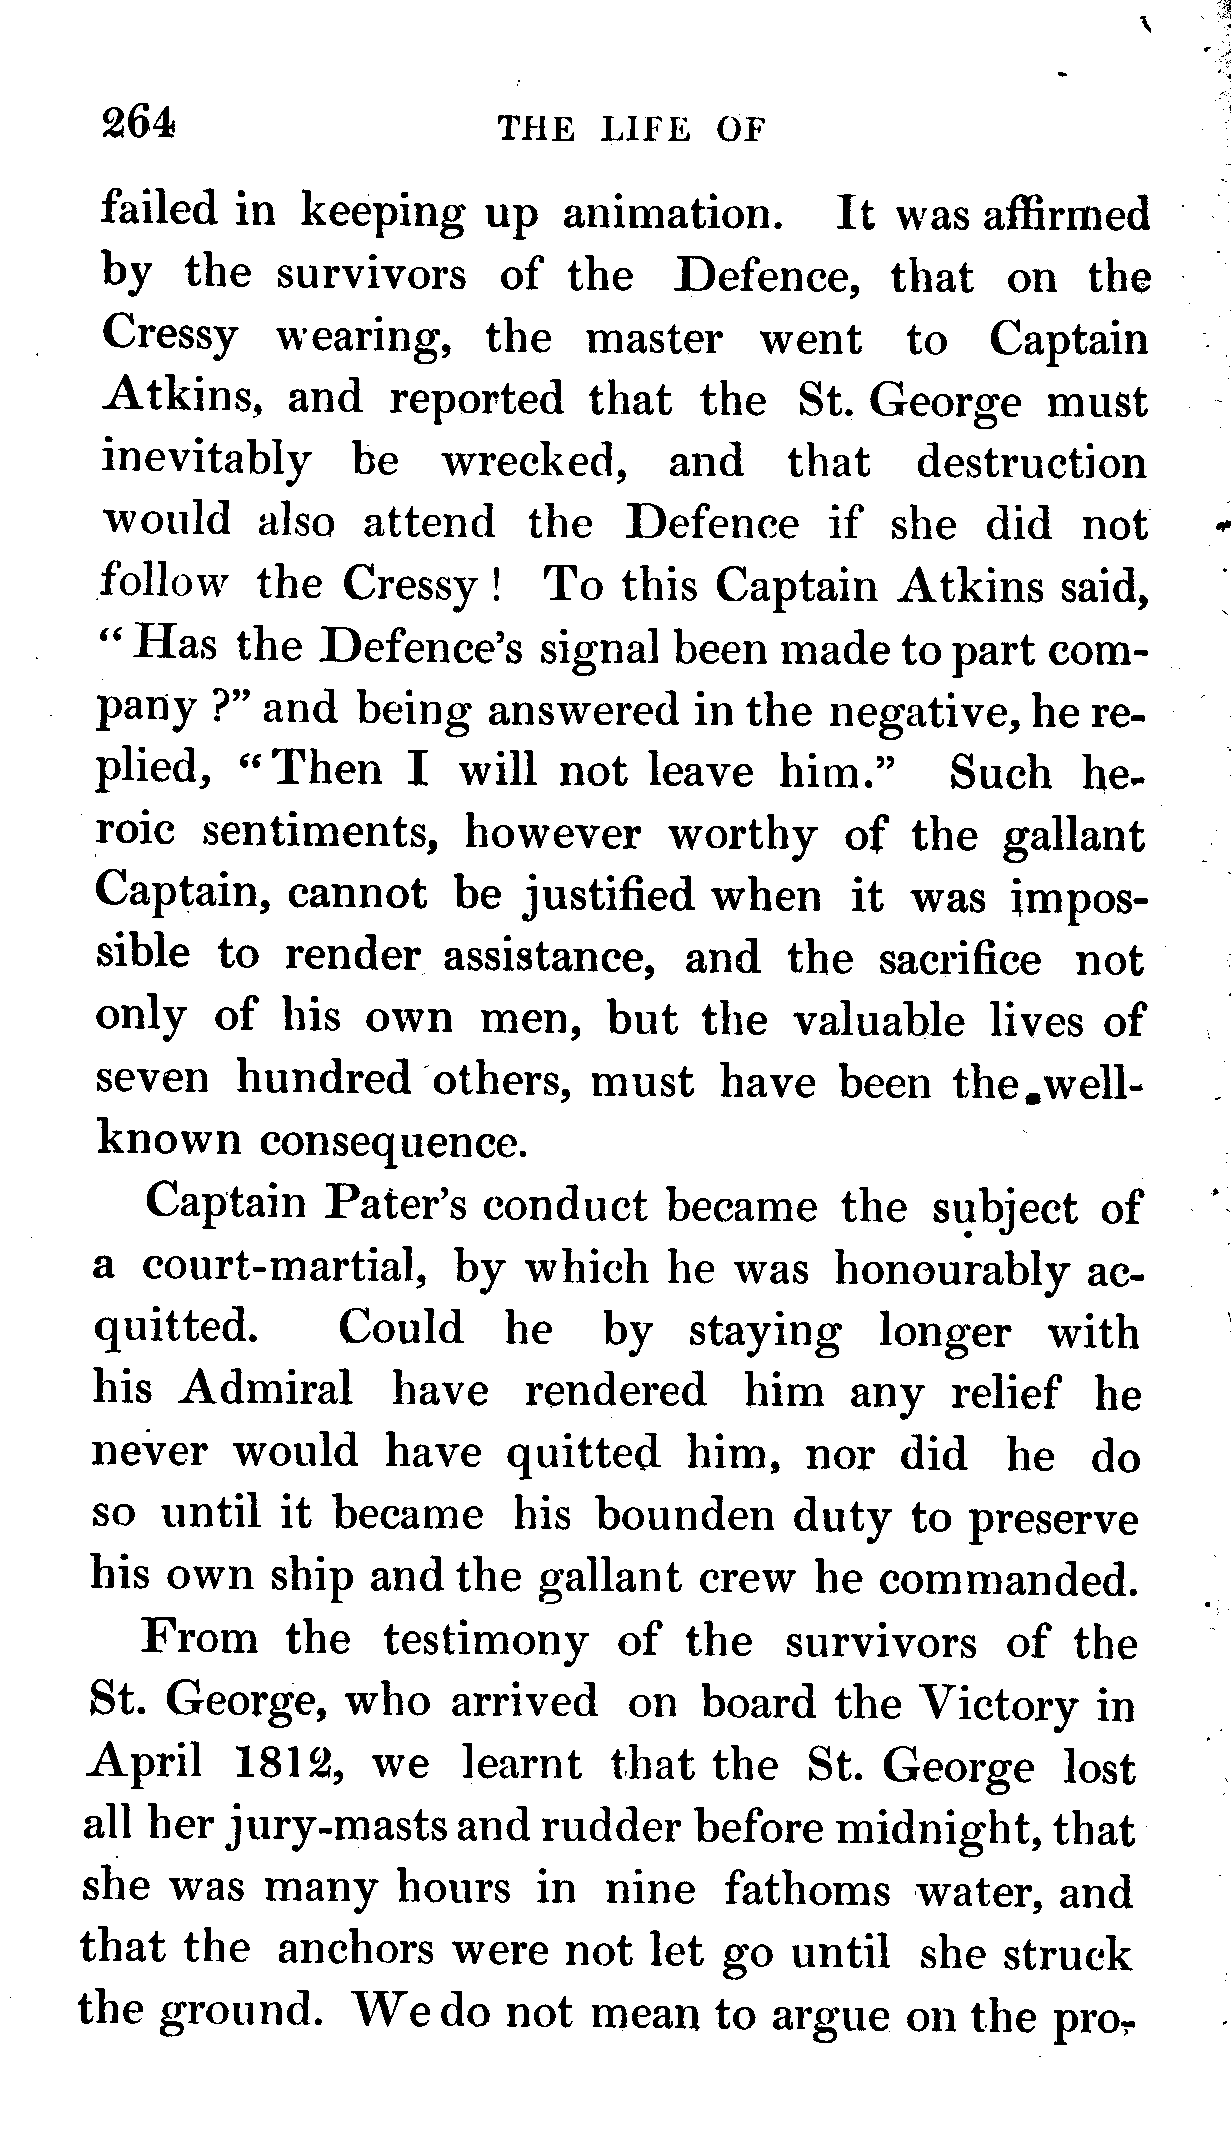 264 THE LIFE OF
failed in keeping up animation. It was affirmed
by the survivors of the Defence, that on the
Cressy wearing, the master went to Captain
Atkins, and reported that the St. George must
inevitably be wrecked, and that destruction
would also attend the Defence if she did not
follow the Cressy ! To this Captain Atkins said,
“ Has the Defence’s signal been made to part com-
pany ?” and being answered in the negative, he re-
plied, “ Then I will not leave him.” Such he-
roic sentiments, however worthy of the gallant
Captain, cannot be justified when it was impos-
sible to render assistance, and the sacrifice not
only of his own men, but the valuable lives of
seven hundred others, must have been the well-
known consequence.
Captain Pater’s conduct became the subject of
a court-martial, by which he was honourably ac-
quitted. Could he by staying longer with
his Admiral have rendered him any relief he
never would have quitted him, nor did he do
so until it became his bounden duty to preserve
his own ship and the gallant crew he commanded.
From the testimony of the survivors of the
St. George, who arrived on board the Victory in
April 1812, we learnt that the St. George lost
all her jury-masts and rudder before midnight, that
she was many hours in nine fathoms water, and
that the anchors were not let go until she struck
the ground. We do not mean to argue on the pro-